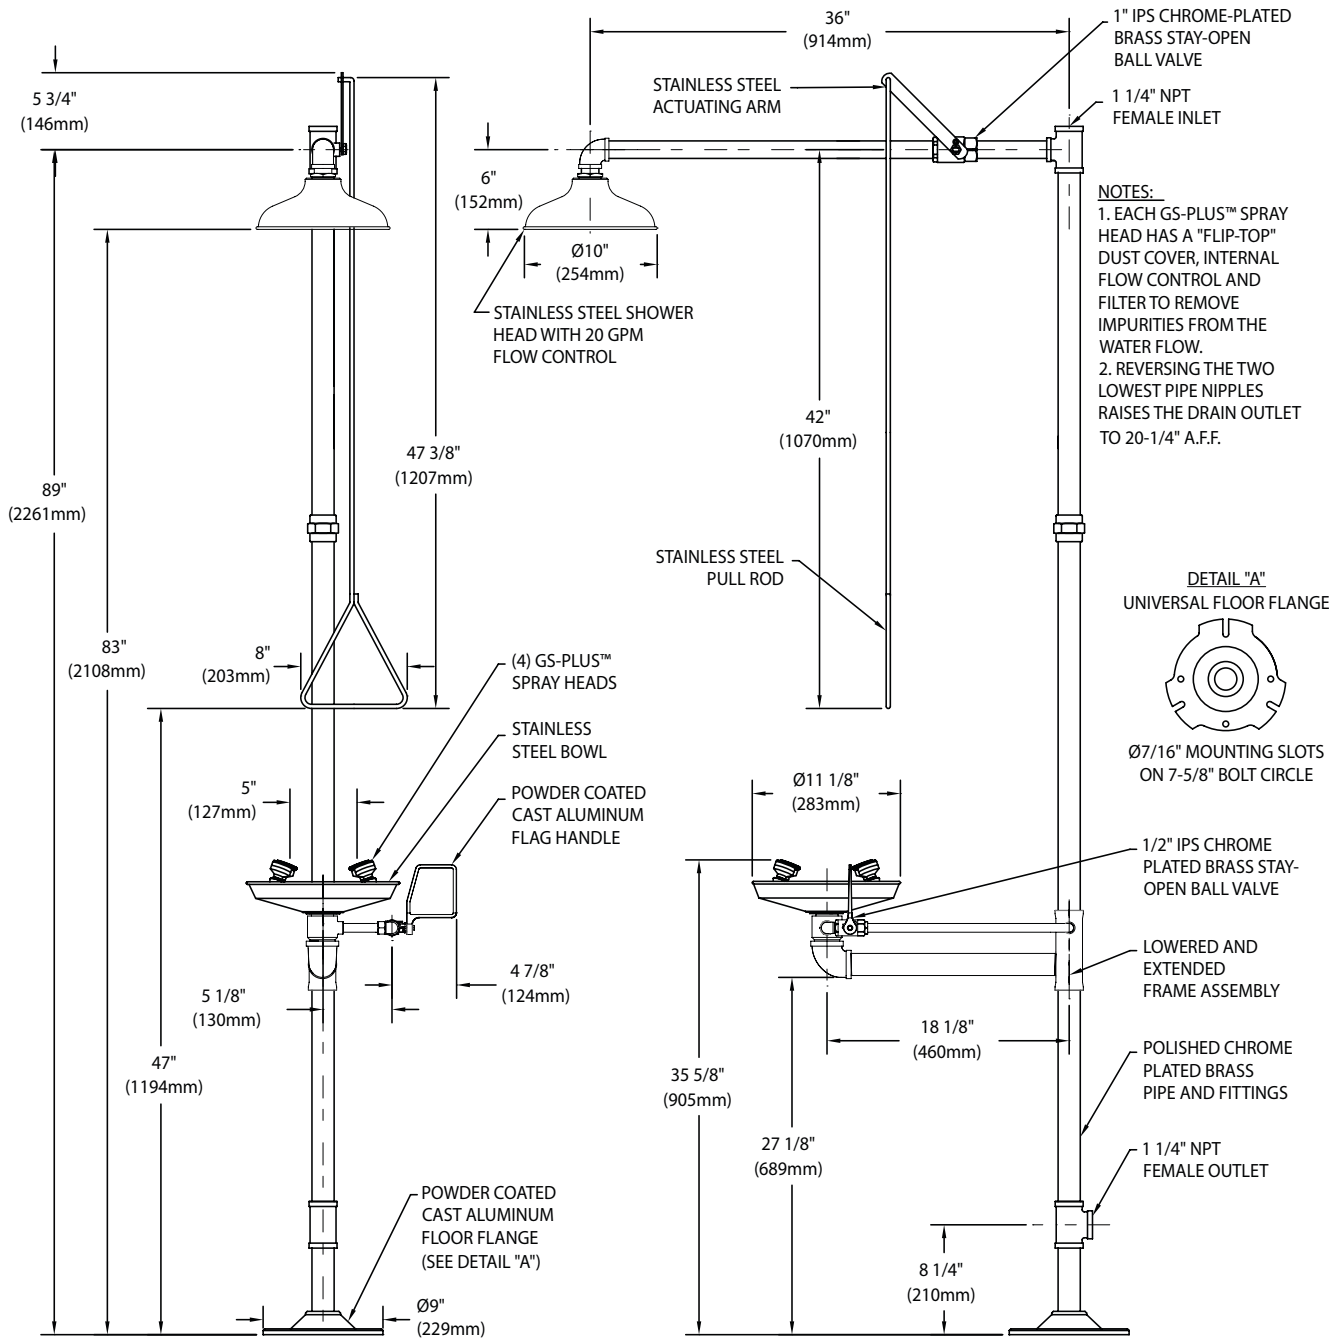 36"
(914mm)
1" IPS CHROME-PLATED
BRASS STAY-OPEN
BALL VALVE
5 3/4"
(146mm)
STAINLESS STEEL
ACTUATING ARM
1 1/4" NPT
FEMALE INLET
6"
(152mm)
Ø10"
(254mm)
STAINLESS STEEL SHOWER
HEAD WITH 20 GPM
FLOW CONTROL
NOTES:
1. EACH GS-PLUS™ SPRAY
HEAD HAS A "FLIP-TOP"
DUST COVER, INTERNAL
FLOW CONTROL AND
FILTER TO REMOVE
IMPURITIES FROM THE
WATER FLOW.
2. REVERSING THE TWO
LOWEST PIPE NIPPLES
RAISES THE DRAIN OUTLET
TO 20-1/4" A.F.F.
42"
(1070mm)
47 3/8"
(1207mm)
89"
(2261mm)
STAINLESS STEEL
PULL ROD
DETAIL "A"
UNIVERSAL FLOOR FLANGE
83"
(2108mm)
8"
(203mm)
(4) GS-PLUS™
SPRAY HEADS
STAINLESS
STEEL BOWL
Ø7/16" MOUNTING SLOTS
ON 7-5/8" BOLT CIRCLE
5"
(127mm)
POWDER COATED
CAST ALUMINUM
FLAG HANDLE
Ø11 1/8"
(283mm)
1/2" IPS CHROME
PLATED BRASS STAY-
OPEN BALL VALVE
4 7/8"
(124mm)
5 1/8"
(130mm)
LOWERED AND
EXTENDED
FRAME ASSEMBLY
18 1/8"
(460mm)
47"
(1194mm)
35 5/8"
(905mm)
POLISHED CHROME
PLATED BRASS
PIPE AND FITTINGS
27 1/8"
(689mm)
1 1/4" NPT
FEMALE OUTLET
POWDER COATED
CAST ALUMINUM
FLOOR FLANGE
(SEE DETAIL "A")
8 1/4"
(210mm)
Ø9"
(229mm)